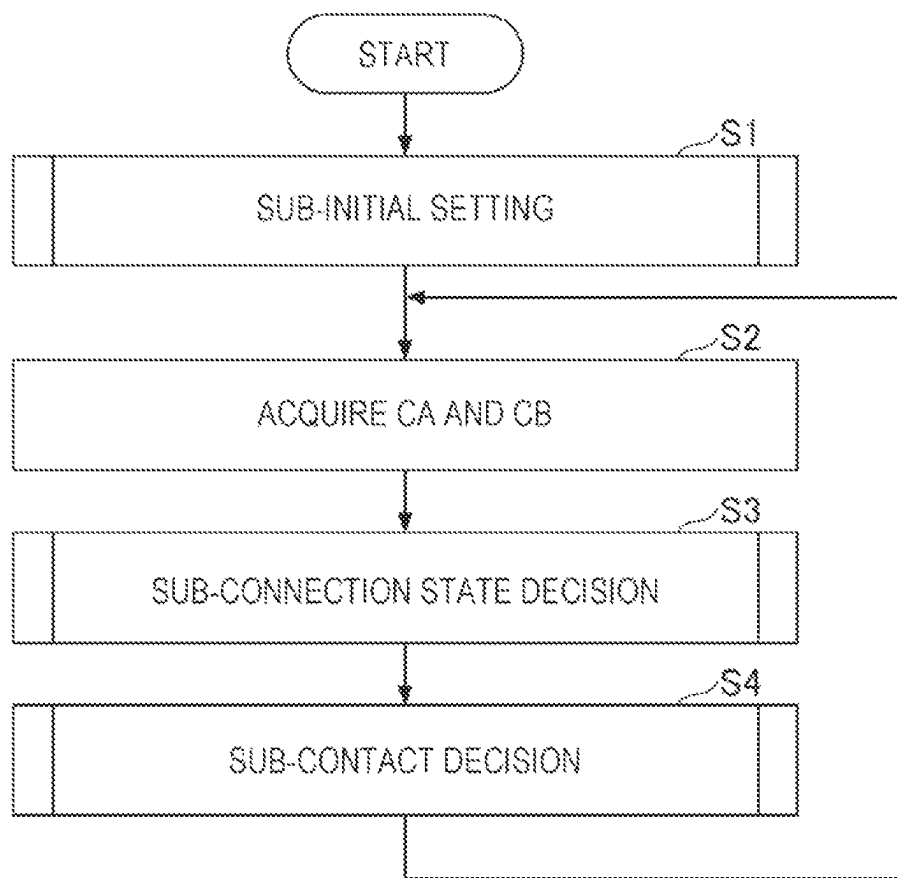 START
S1
SUB-INITIAL SETTING
S2
ACQUIRE CA AND CB
S3
SUB-CONNECTION STATE DECISION
S4
SUB-CONTACT DECISION